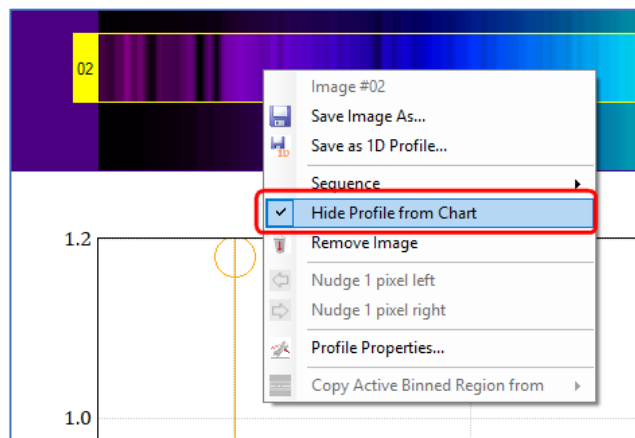 02
Image #02
Save Image As...
1D
Save as 1D Profile...
Sequence
Hide Profile from Chart
Remove Image
Nudge 1 pixel left
Nudge 1 pixel right
Profile Properties...
Copy Active Binned Region from
1.2
1.0